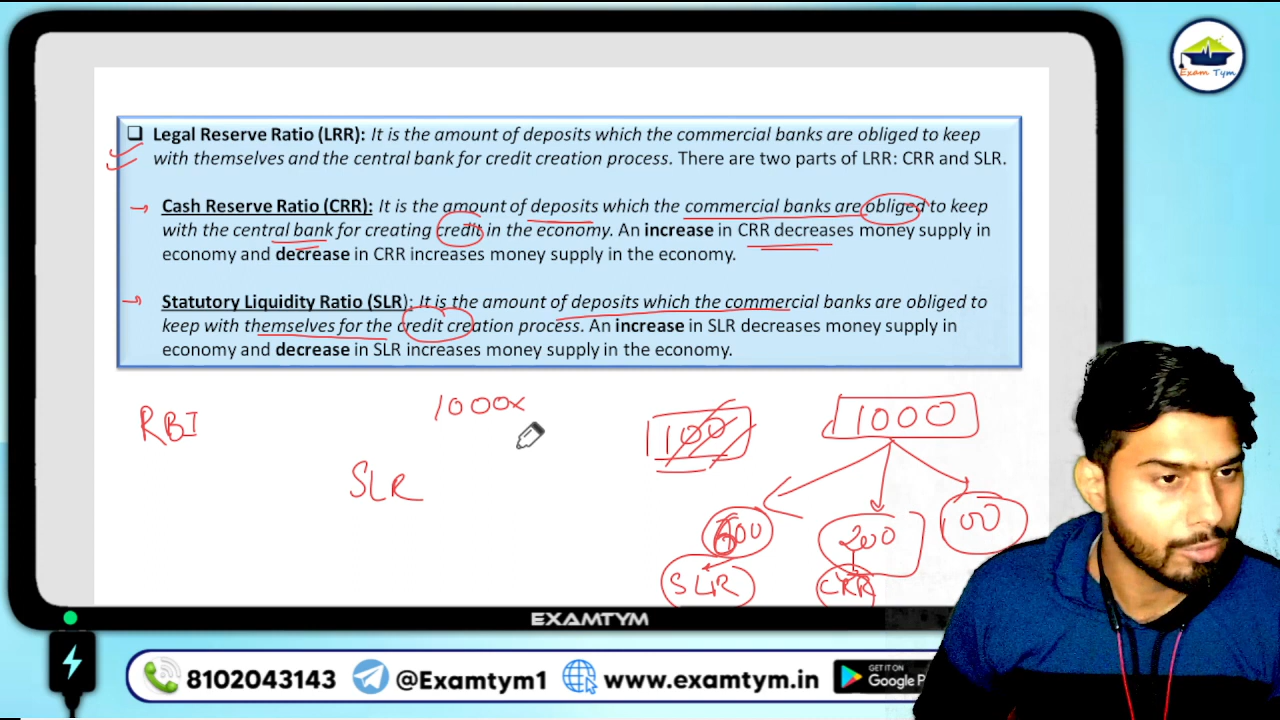 Exam Tym
❑ Legal Reserve Ratio (LRR): It is the amount of deposits which the commercial banks are obliged to keep
with themselves and the central bank for credit creation process. There are two parts of LRR: CRR and SLR.
Cash Reserve Ratio (CRR): It is the amount of deposits which the commercial banks are obliged to keep
with the central bank for creating credit in the economy. An increase in CRR decreases money supply in
economy and decrease in CRR increases money supply in the economy.
Statutory Liquidity Ratio (SLR): It is the amount of deposits which the commercial banks are obliged to
keep with themselves for the credit creation process. An increase in SLR decreases money supply in
economy and decrease in SLR increases money supply in the economy.
RBI
1000x
100
1000
SLR
200
00
SLR
CRR
EXAMTYM
8102043143 @Examtym1 www.examtym.in GET IT ON
Google